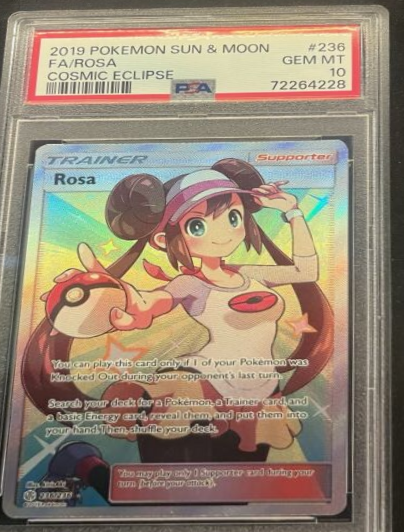 2019 POKEMON SUN & MOON #236
FA/ROSA GEM MT
COSMIC ECLIPSE 10
PSA 72264228
TRAINER Supporter
Rosa
You can play this card only if 1 of your Pokémon was
Knocked Out during your opponent's last turn.
Search your deck for a Pokémon, a Trainer card, and
a basic Energy card, reveal them, and put them into
your hand. Then, shuffle your deck.
You may play only 1 Supporter card during your
turn (before your attack).
236/236